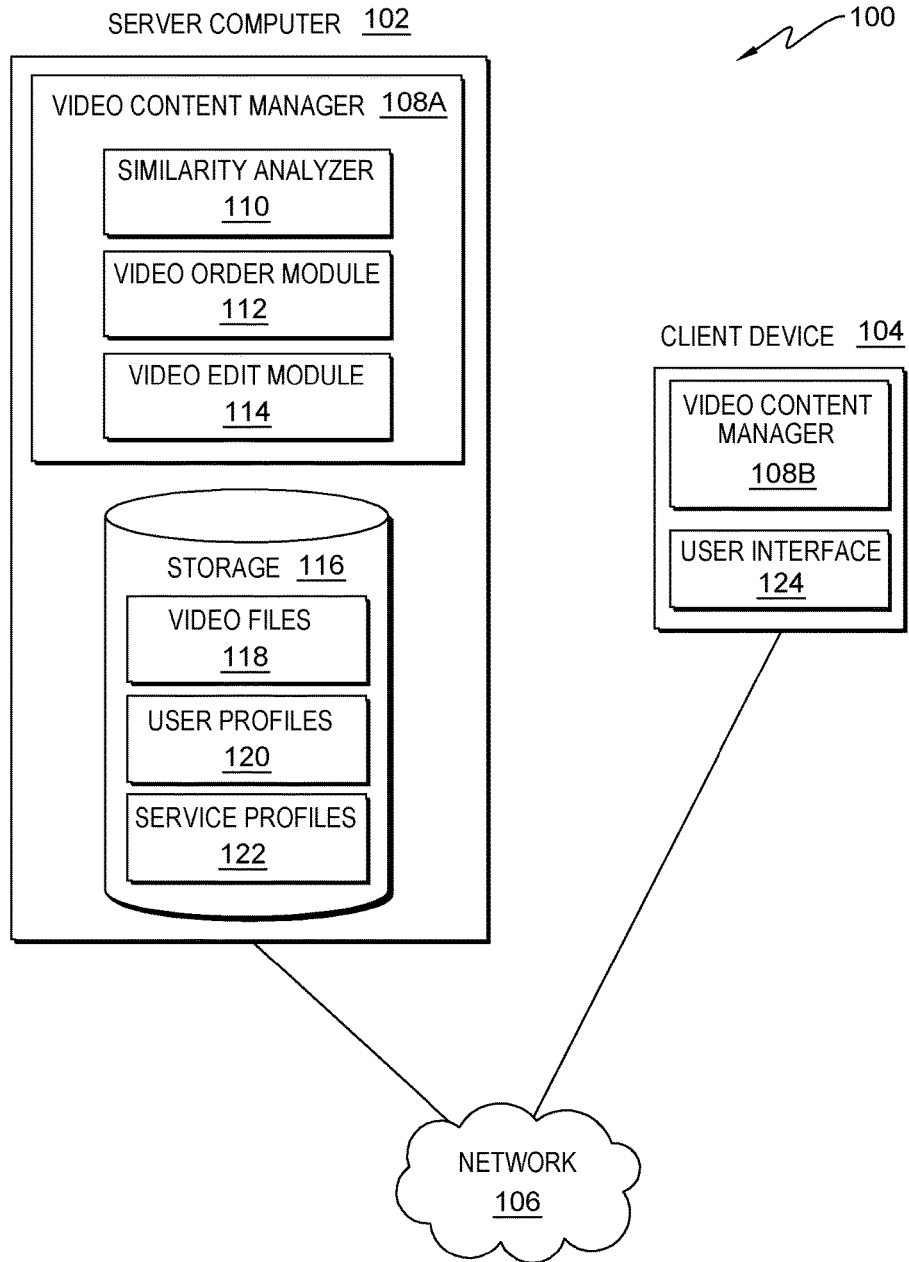 SERVER COMPUTER 102
100
VIDEO CONTENT MANAGER 108A
SIMILARITY ANALYZER
110
VIDEO ORDER MODULE
112
VIDEO EDIT MODULE
114
STORAGE 116
VIDEO FILES
118
USER PROFILES
120
SERVICE PROFILES
122
CLIENT DEVICE 104
VIDEO CONTENT
MANAGER
108B
USER INTERFACE
124
NETWORK
106